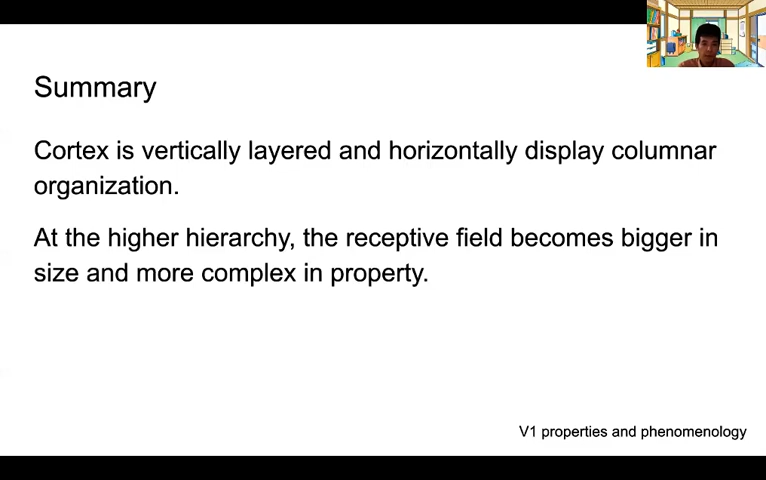 Summary
Cortex is vertically layered and horizontally display columnar
organization.
At the higher hierarchy, the receptive field becomes bigger in
size and more complex in property.
V1 properties and phenomenology